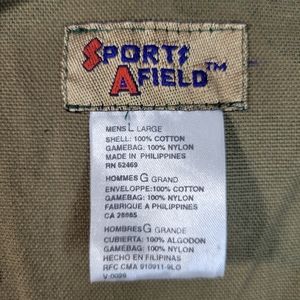 SPORTS
AFIELD™
MENS L LARGE
SHELL: 100% COTTON
GAMEBAG: 100% NYLON
MADE IN PHILIPPINES
RN 52469
HOMMES G GRAND
ENVELOPPE: 100% COTTON
GAMEBAG: 100% NYLON
FABRIQUE A PHILIPPINES
CA 28685
HOMBRES G GRANDE
CUBIERTA: 100% ALGODON
GAMEBAG: 100% NYLON
HECHO EN FILIPINAS
RFC CMA 910911-9LO
V-0026